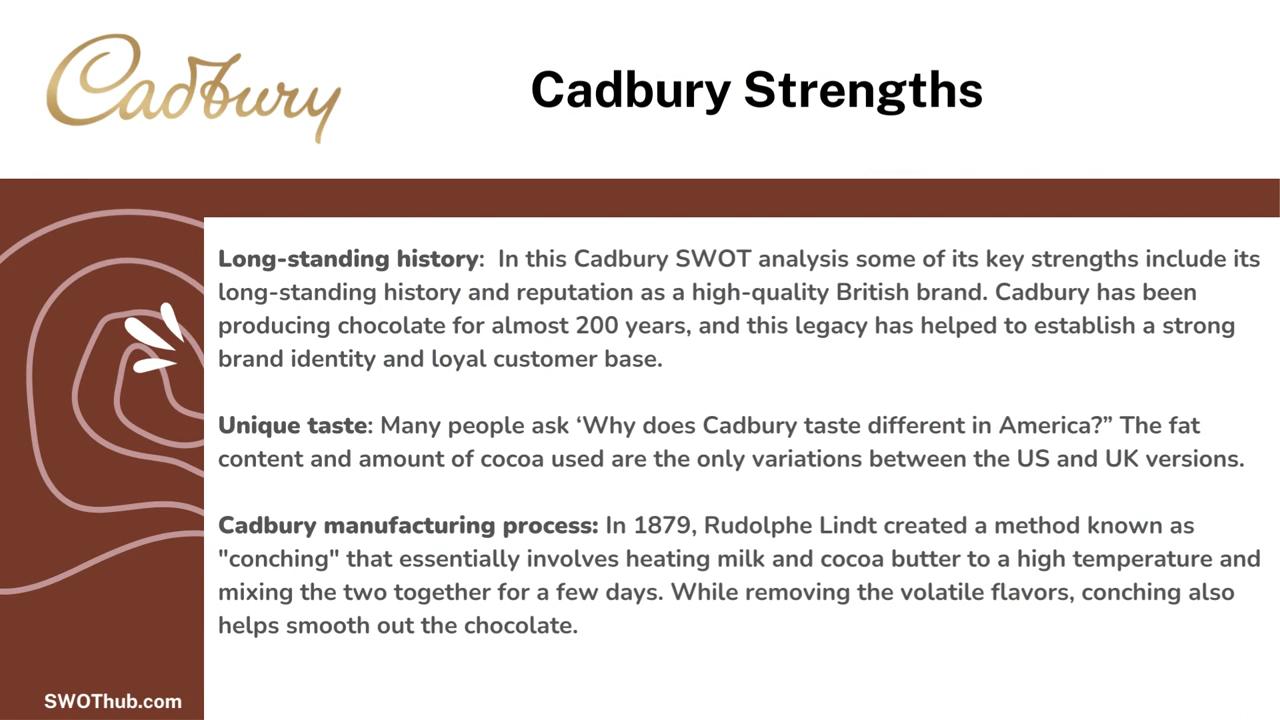 Cadbury
Cadbury Strengths
Long-standing history:  In this Cadbury SWOT analysis some of its key strengths include its
long-standing history and reputation as a high-quality British brand. Cadbury has been
producing chocolate for almost 200 years, and this legacy has helped to establish a strong
brand identity and loyal customer base.
Unique taste: Many people ask ‘Why does Cadbury taste different in America?” The fat
content and amount of cocoa used are the only variations between the US and UK versions.
Cadbury manufacturing process: In 1879, Rudolphe Lindt created a method known as
"conching" that essentially involves heating milk and cocoa butter to a high temperature and
mixing the two together for a few days. While removing the volatile flavors, conching also
helps smooth out the chocolate.
SWOThub.com